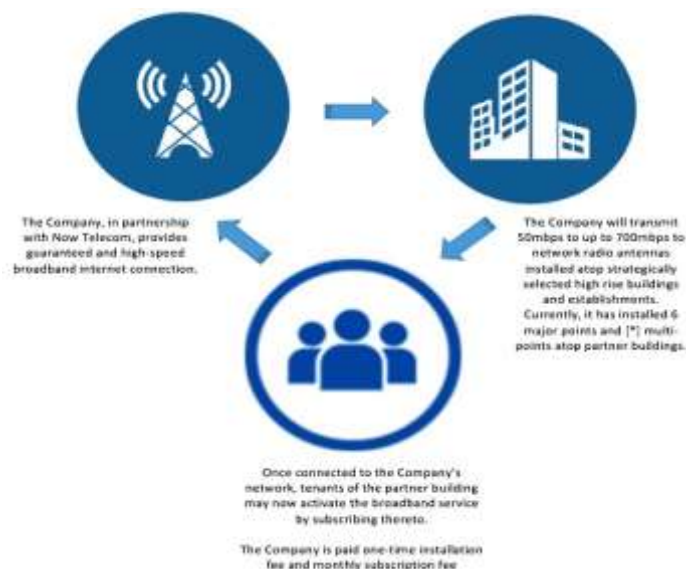 The Company, in partnership
with Now Telecom, provides
guaranteed and high-speed
broadband internet connection.
The Company will transmit
50mbps to up to 700mbps to
network radio antennas
installed atop strategically
selected high rise buildings
and establishments.
Currently, it has installed 6
major points and [*] multi-
points atop partner buildings.
Once connected to the Company's
network, tenants of the partner building
may now activate the broadband service
by subscribing thereto.
The Company is paid one-time installation
fee and monthly subscription fee